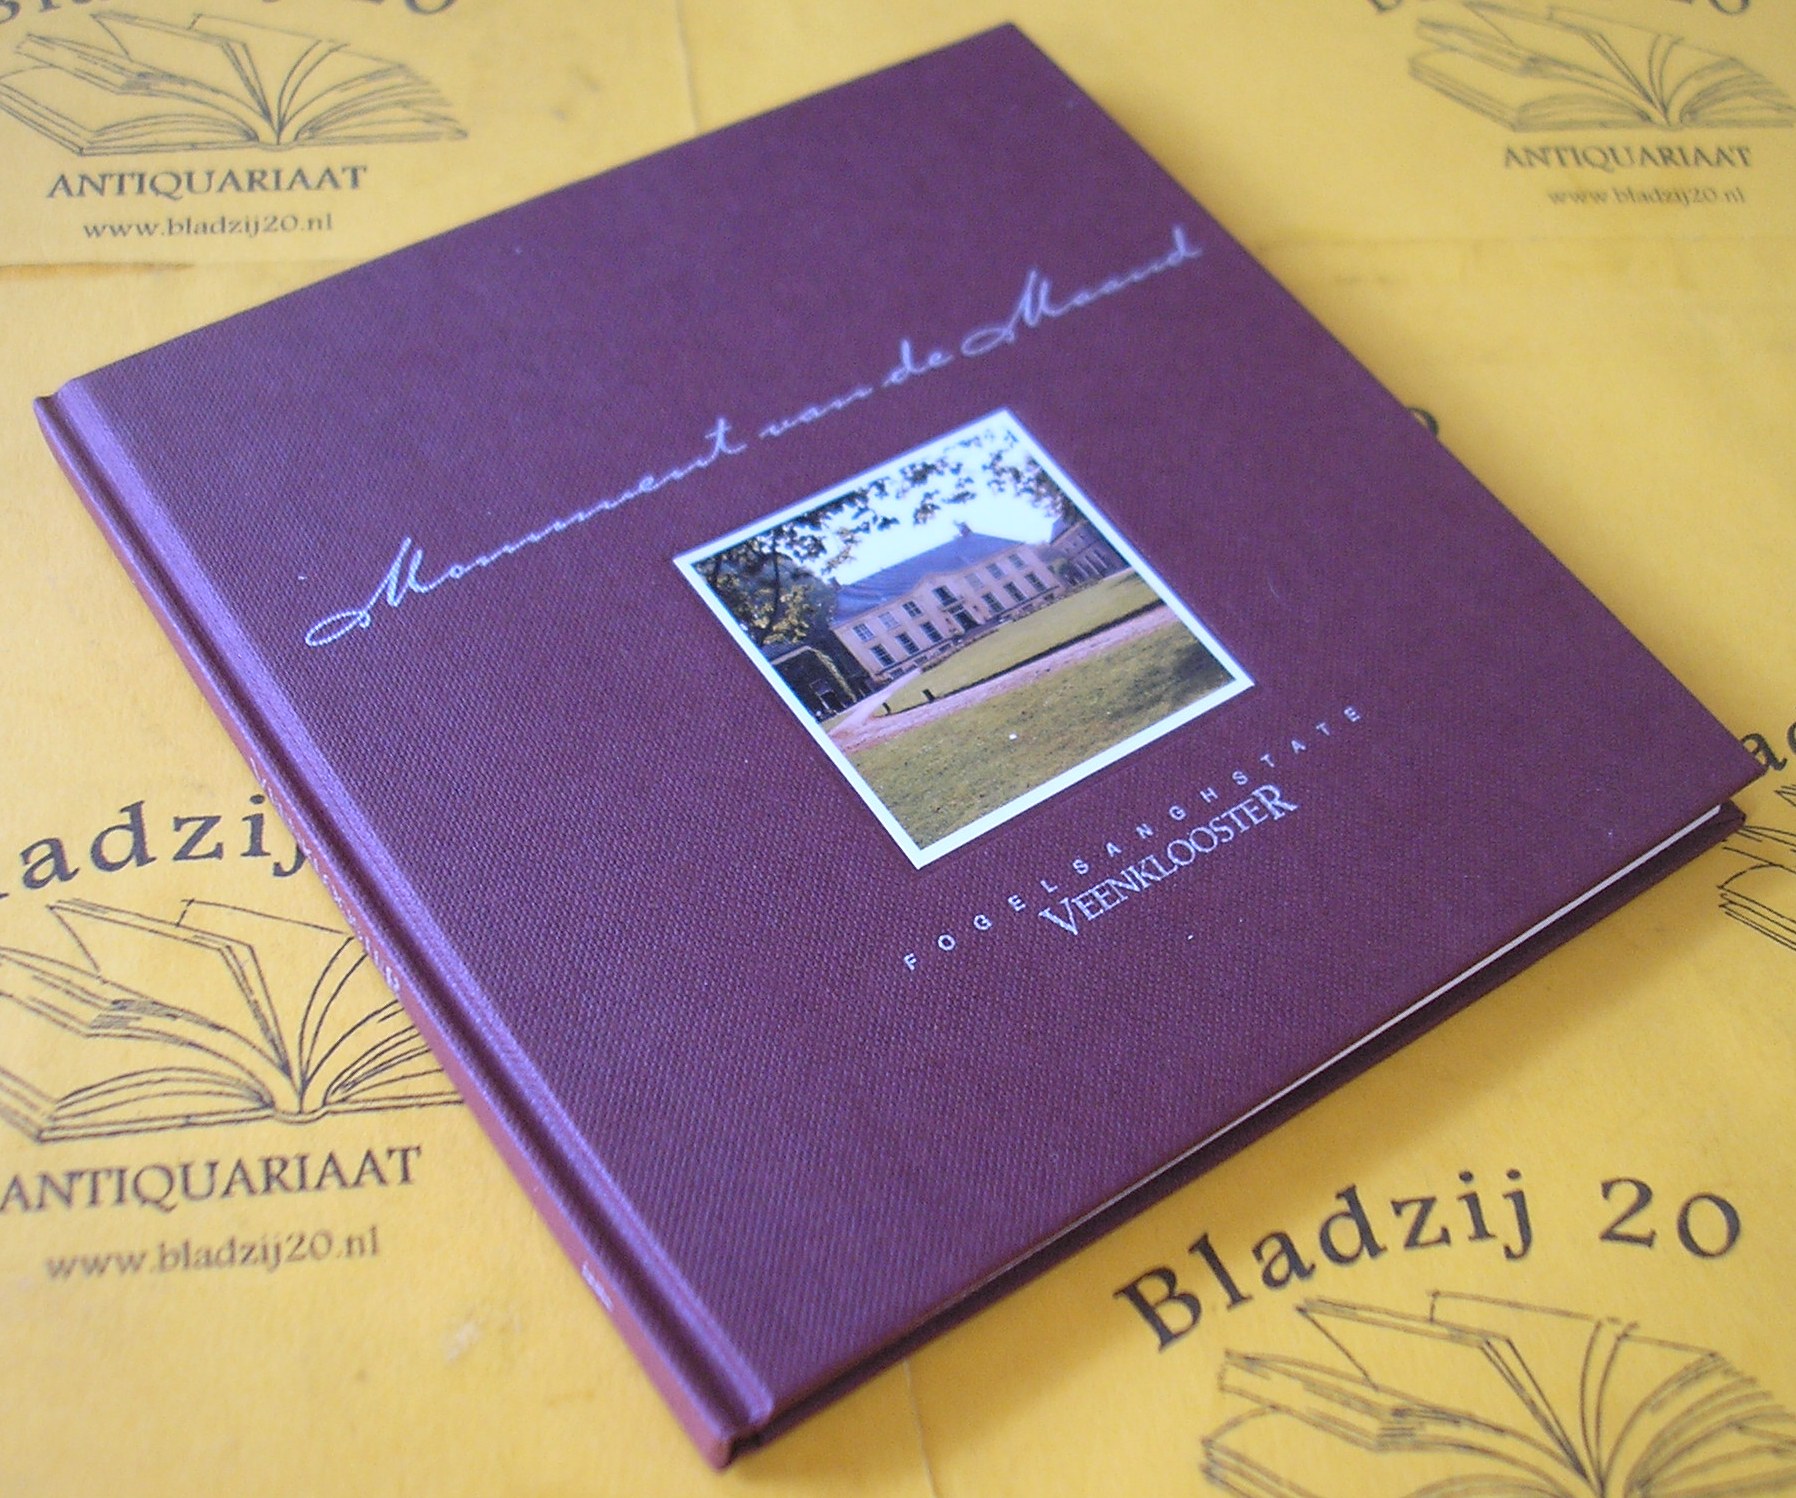 ANTIQUARIAAT
www.bladzij20.nl
ANTIQUARIAAT
www.bladzij20.nl
Monument van de Maand
FOGELSANGHSTATE
VEENKLOOSTER
ANTIQUARIAAT
www.bladzij20.nl
Bladzij 20